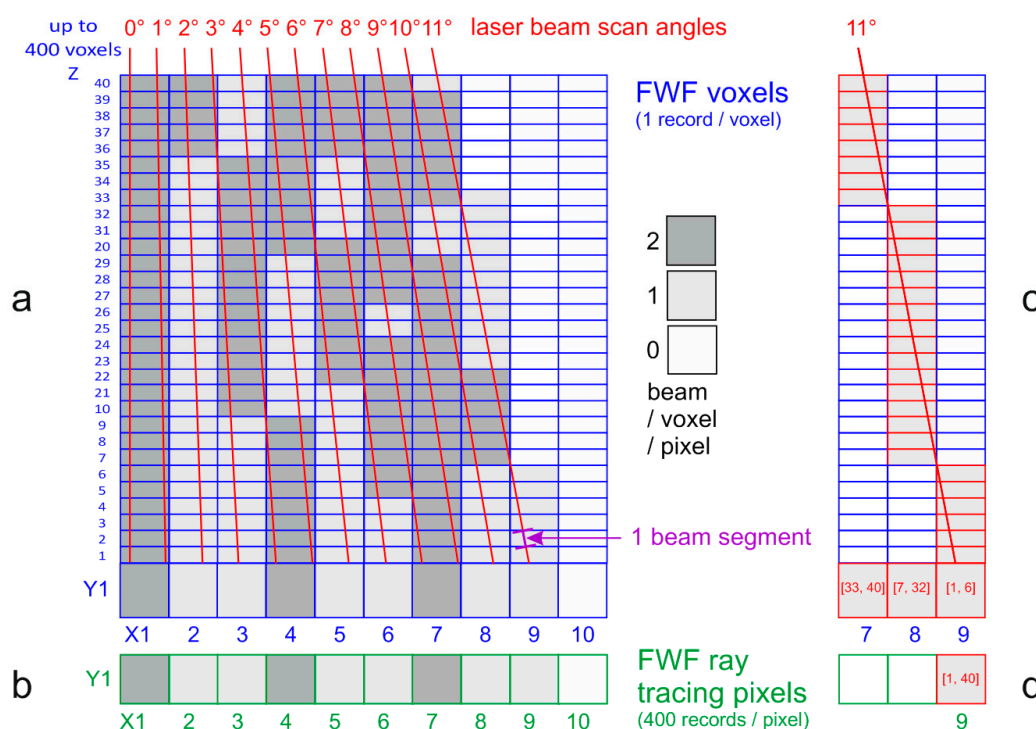 up to
400 voxels
Z
0° 1° 2° 3° 4° 5° 6° 7° 8° 9° 10° 11° laser beam scan angles
11°
40
39
38
37
36
35
34
33
32
31
20
29
28
27
26
25
24
23
22
21
10
9
8
7
6
5
4
3
2
1
FWF voxels
(1 record / voxel)
2
1
0
beam
/ voxel
/ pixel
a
c
1 beam segment
Y1
[33, 40] [7, 32] [1, 6]
X1 2 3 4 5 6 7 8 9 10
7 8 9
b
Y1
FWF ray
tracing pixels
(400 records / pixel)
[1, 40]
d
X1 2 3 4 5 6 7 8 9 10
9